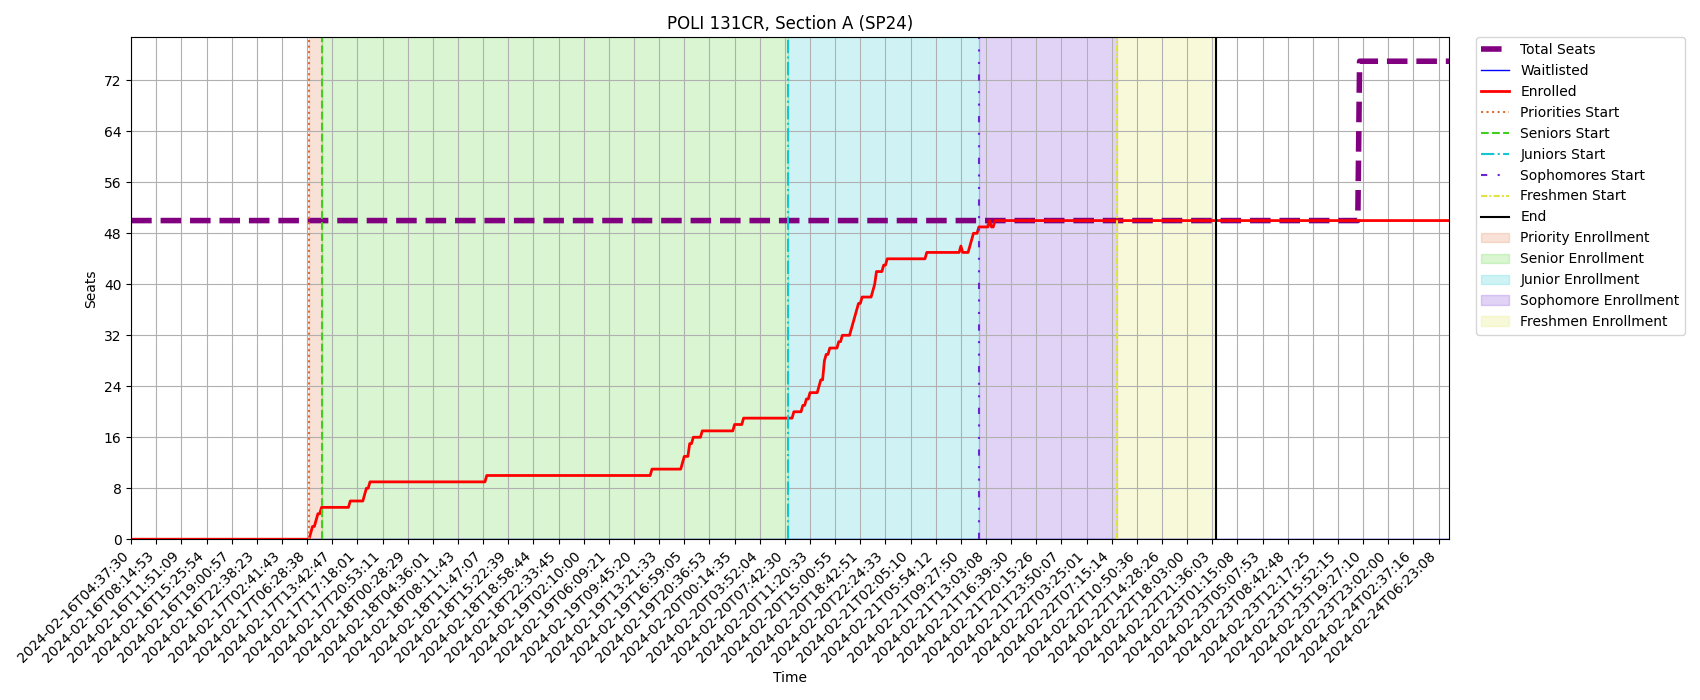 POLI 131CR, Section A (SP24)
Total Seats
Waitlisted
Enrolled
Priorities Start
Seniors Start
Juniors Start
Sophomores Start
Freshmen Start
End
Priority Enrollment
Senior Enrollment
Junior Enrollment
Sophomore Enrollment
Freshmen Enrollment
Seats
72
64
56
48
40
32
24
16
8
0
2024-02-16T04:37:30
2024-02-16T08:14:53
2024-02-16T11:51:09
2024-02-16T15:25:54
2024-02-16T19:00:57
2024-02-16T22:38:23
2024-02-17T02:41:43
2024-02-17T06:28:38
2024-02-17T13:42:47
2024-02-17T17:18:01
2024-02-17T20:53:11
2024-02-18T00:28:29
2024-02-18T04:36:01
2024-02-18T08:11:43
2024-02-18T11:47:07
2024-02-18T15:22:39
2024-02-18T18:58:44
2024-02-18T22:33:45
2024-02-19T02:10:00
2024-02-19T06:09:21
2024-02-19T09:45:20
2024-02-19T13:21:33
2024-02-19T16:59:05
2024-02-19T20:36:53
2024-02-20T00:14:35
2024-02-20T03:52:04
2024-02-20T07:42:30
2024-02-20T11:20:33
2024-02-20T15:00:55
2024-02-20T18:42:51
2024-02-20T22:24:33
2024-02-21T02:05:10
2024-02-21T05:54:12
2024-02-21T09:27:50
2024-02-21T13:03:08
2024-02-21T16:39:30
2024-02-21T20:15:26
2024-02-21T23:50:07
2024-02-22T03:25:01
2024-02-22T07:15:14
2024-02-22T10:50:36
2024-02-22T14:28:26
2024-02-22T18:03:00
2024-02-22T21:36:03
2024-02-23T01:15:08
2024-02-23T05:07:53
2024-02-23T08:42:48
2024-02-23T12:17:25
2024-02-23T15:52:15
2024-02-23T19:27:10
2024-02-23T23:02:00
2024-02-24T02:37:16
2024-02-24T06:23:08
Time